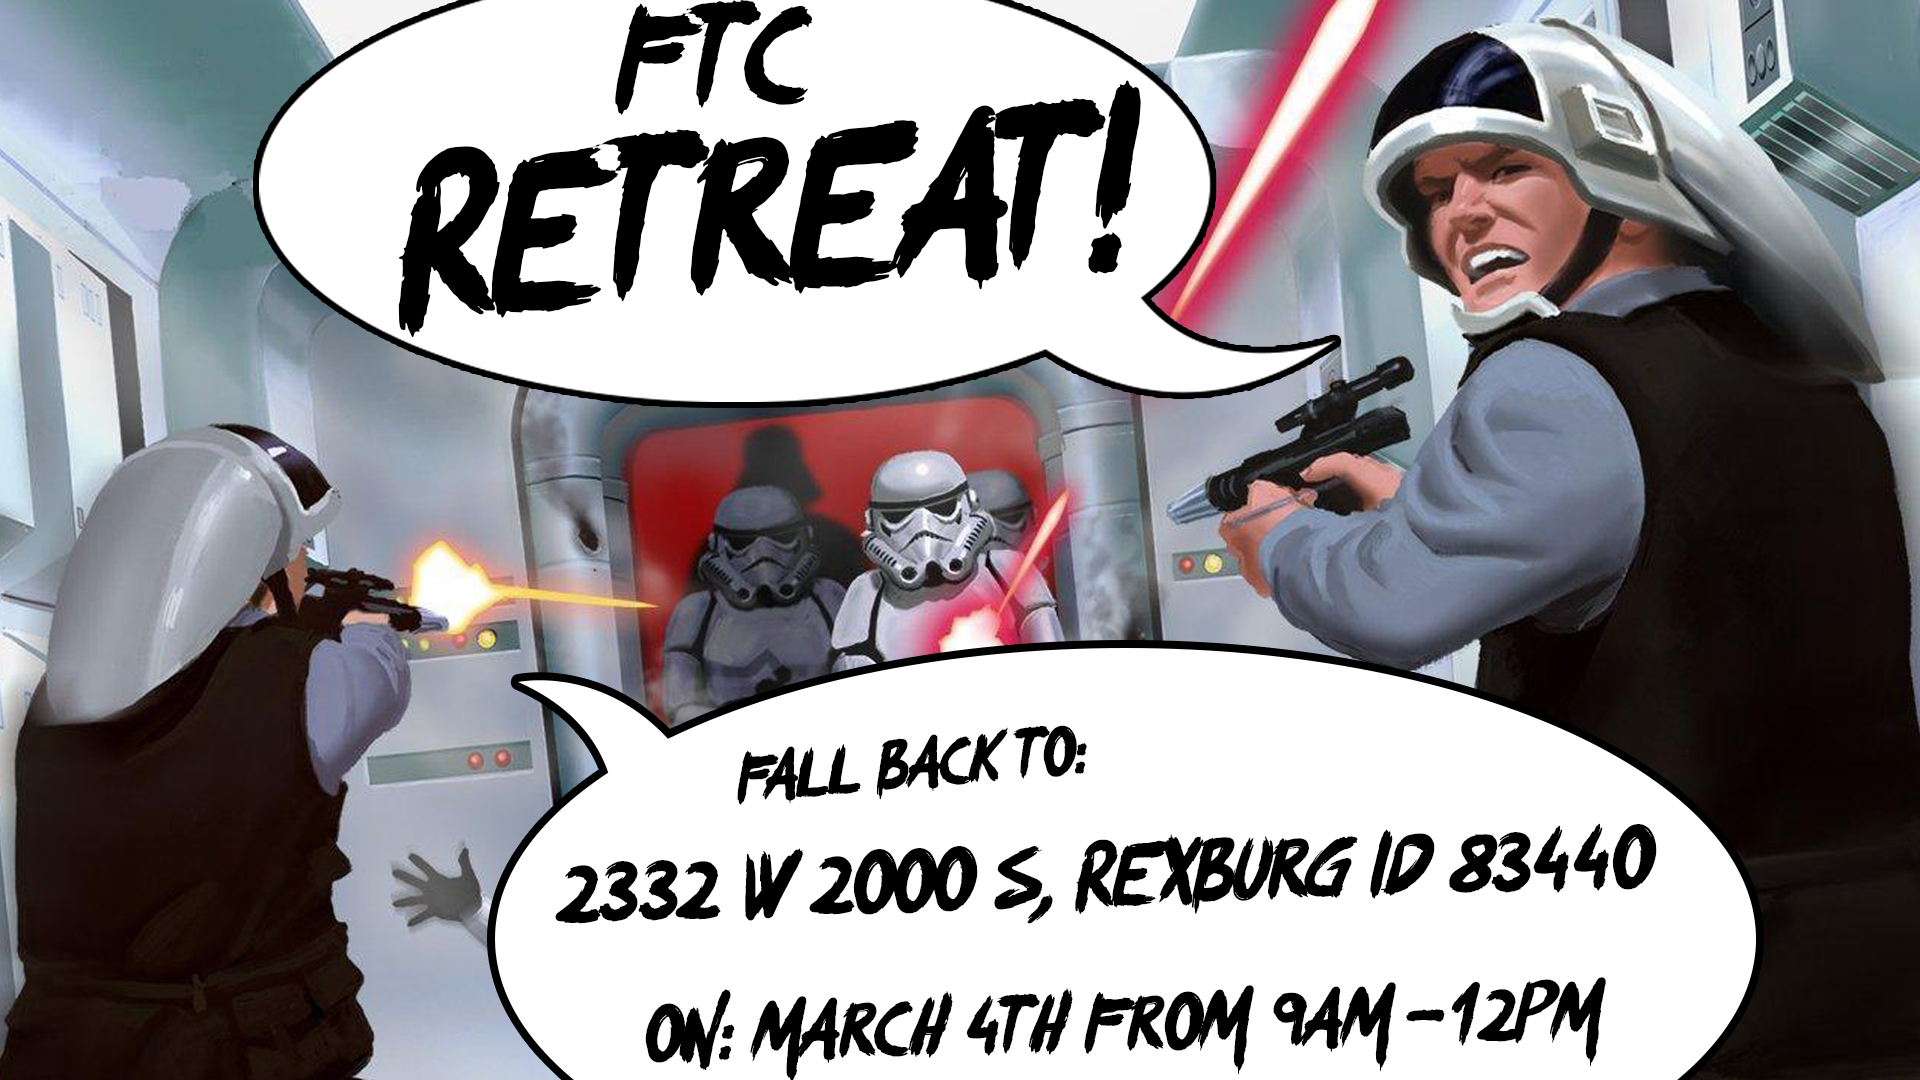 FTC
RETREAT!
FALL BACK TO:
2332 W 2000 S, REXBURG ID 83440
ON: MARCH 4TH FROM 9AM-12PM